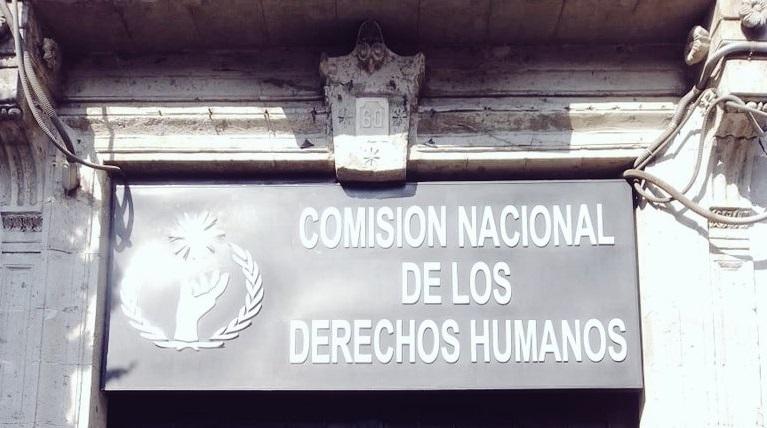 60
COMISION NACIONAL
DE LOS
DERECHOS HUMANOS